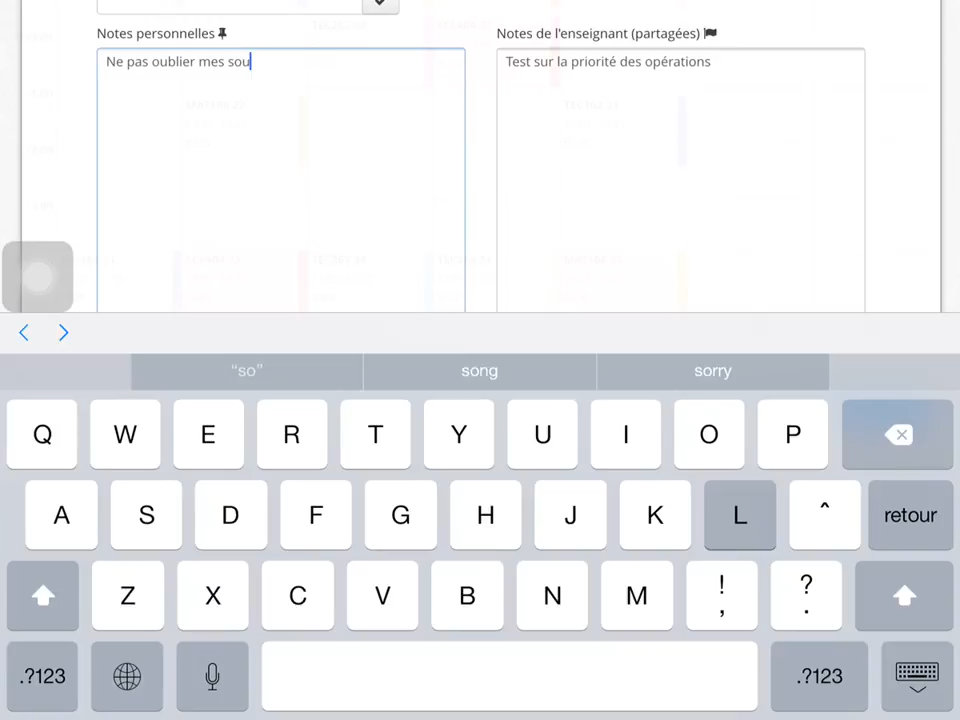 Notes personnelles
Notes de l'enseignant (partagées)
Ne pas oublier mes sou
Test sur la priorité des opérations
“so”
song
sorry
Q W E R T Y U I O P
A S D F G H J K L ^ retour
Z X C V B N M ! , ? .
.?123
.?123